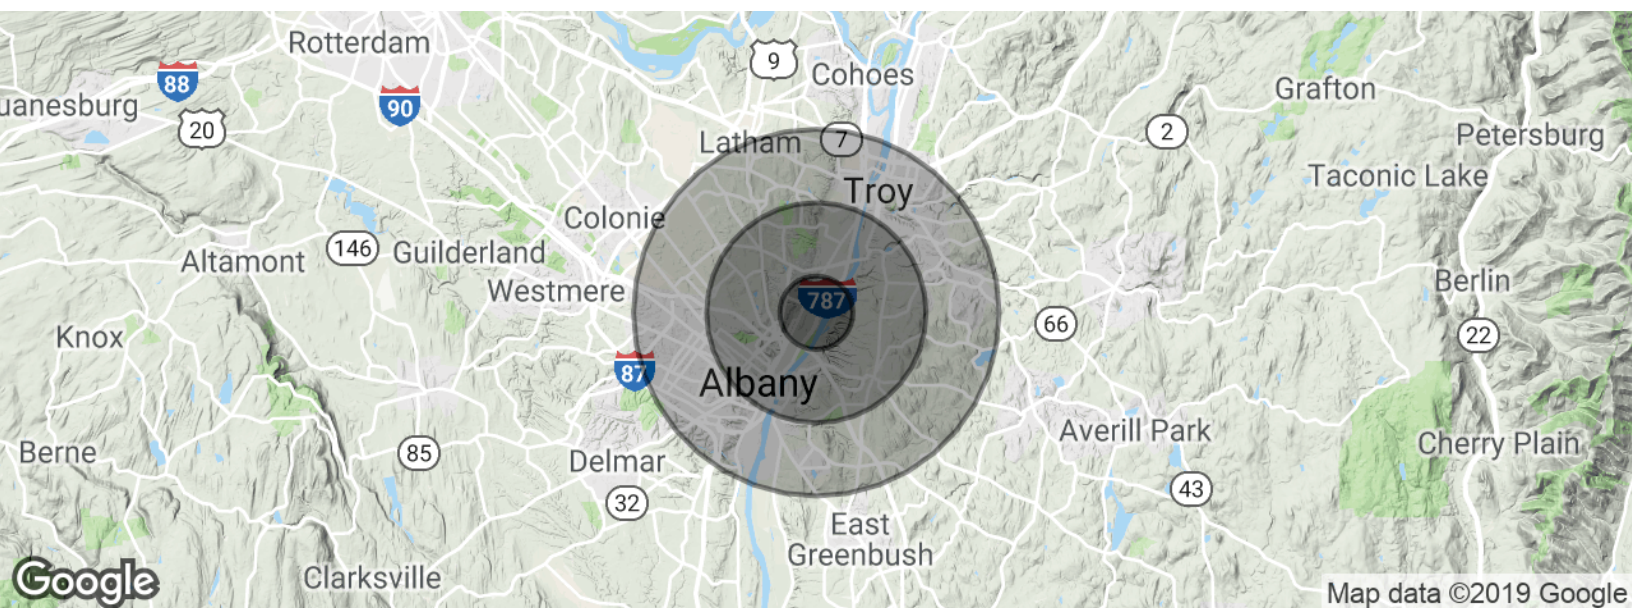 Rotterdam
9
88
Cohoes
90
Grafton
uanesburg
20
2
7
Petersburg
Latham
Taconic Lake
Troy
Colonie
146
Guilderland
Altamont
Berlin
Westmere
787
66
Knox
22
87
Albany
Averill Park
Cherry Plain
Berne
85
Delmar
43
32
East
Greenbush
Clarksville
Google
Map data ©2019 Google